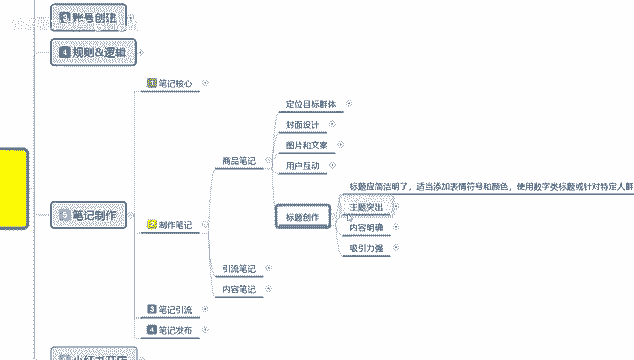 3 账号创建
4 规则&逻辑
笔记核心
定位目标群体
封面设计
图片和文案
用户互动
商品笔记
标题应简洁明了，适当添加表情符号和颜色，使用数字类标题或针对特定人群
主题突出
标题创作
内容明确
吸引力强
5 笔记制作
2 制作笔记
引流笔记
内容笔记
3 笔记引流
4 笔记发布